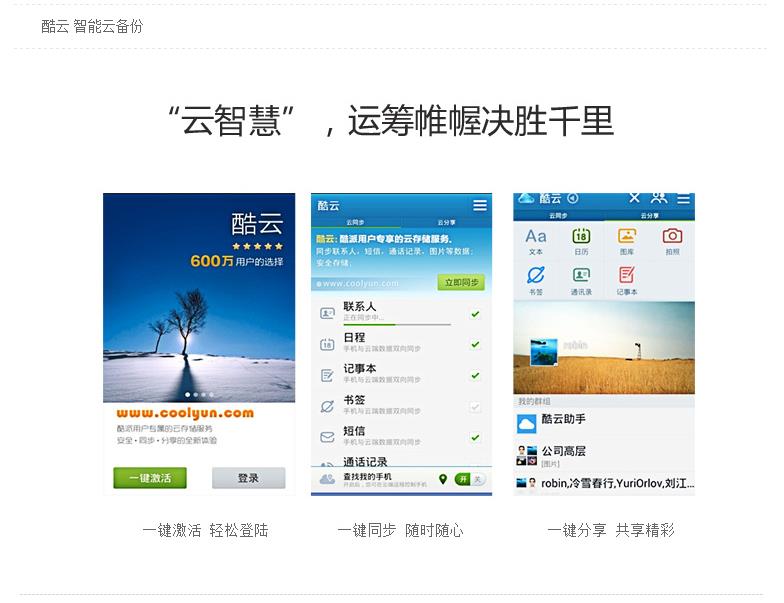 酷云 智能云备份
“云智慧”，运筹帷幄决胜千里
酷云
600万用户的选择
www.coolyun.com
酷派用户专属的云存储服务
安全·同步·分享的全新体验
一键激活
登录
一键激活 轻松登陆
酷云
云同步
云分享
酷云：酷派用户专享的云存储服务。
同步联系人，短信，通话记录，图片等数据；
安全存储；
www.coolyun.com
立即同步
联系人
正在同步中...
日程
手机与云端数据双向同步
记事本
手机与云端数据双向同步
书签
手机与云端数据双向同步
短信
手机与云端数据双向同步
通话记录
查找我的手机
开启后，您可在云端远程控制手机
开
关
一键同步 随时随心
酷云
云同步
云分享
Aa
文本
18
日历
图库
拍照
书签
通讯录
记事本
robin
我的群组
酷云助手
公司高层
[图片]
robin,冷雪春行,YuriOrlov,刘江...
一键分享 共享精彩